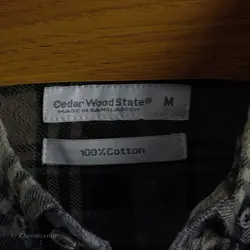 Cedar Wood State® M
MADE IN BANGLADESH
100% Cotton